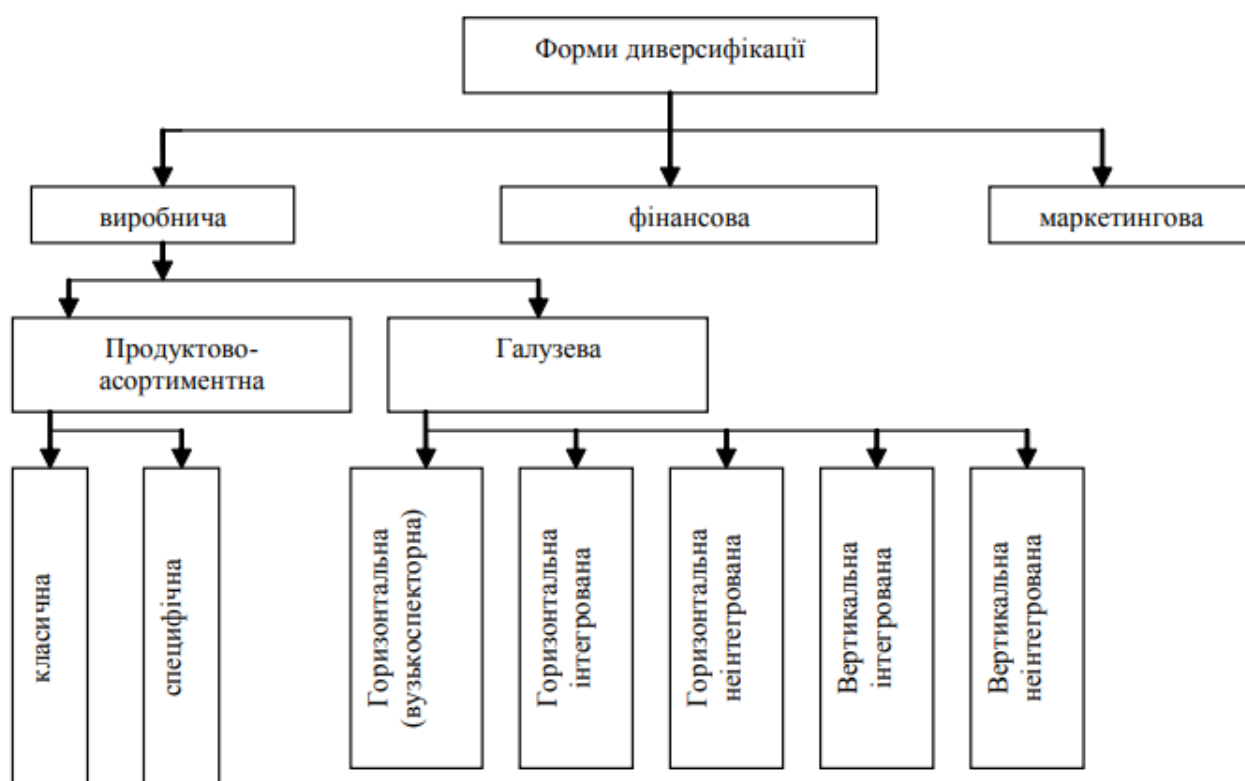 Форми диверсифікації
виробнича
фінансова
маркетингова
Продуктово-
асортиментна
Галузева
класична
специфічна
Горизонтальна
(вузькоспекторна)
Горизонтальна
інтегрована
Горизонтальна
неінтегрована
Вертикальна
інтегрована
Вертикальна
неінтегрована